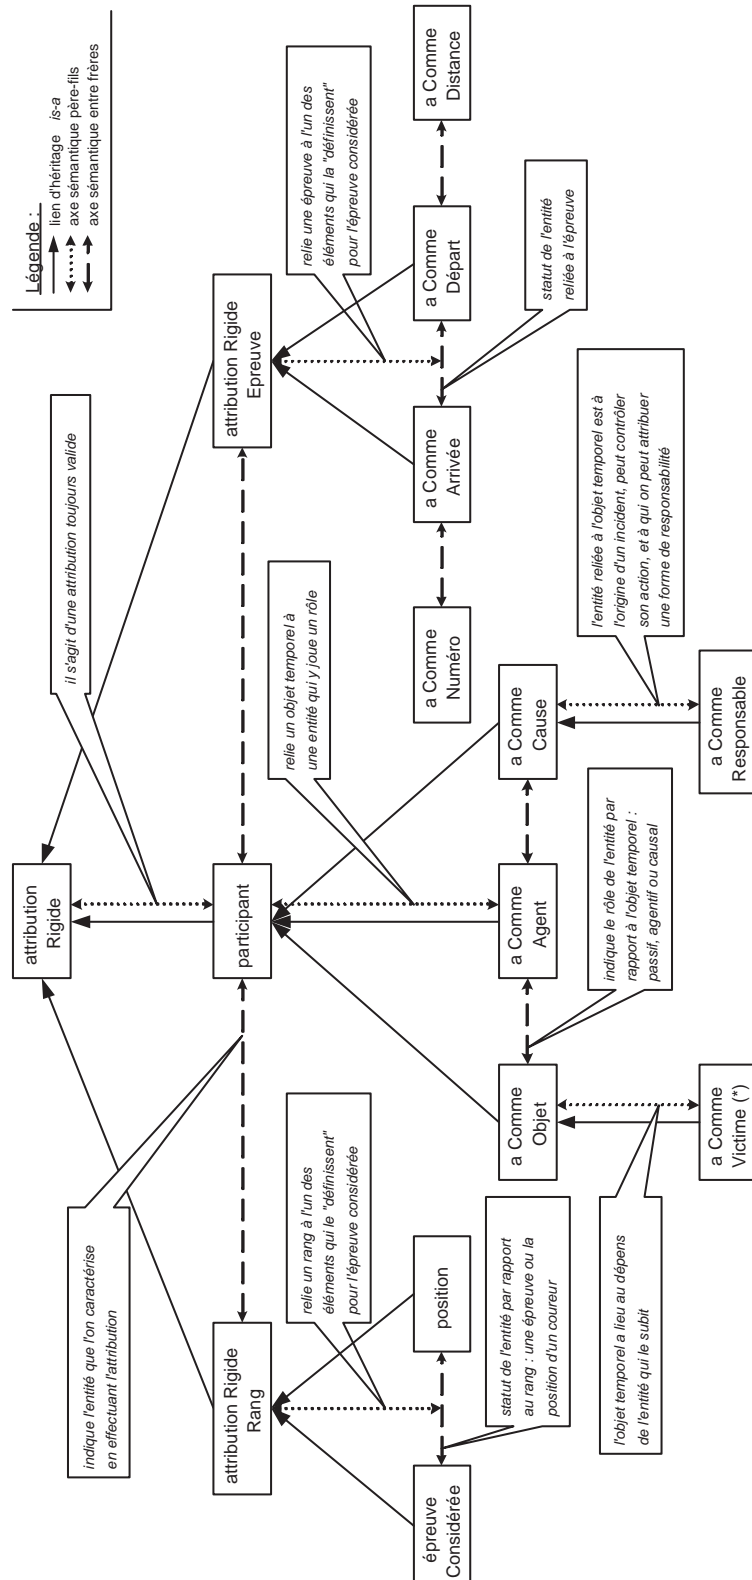 Légende :
lien d'héritage is-a
axe sémantique père-fils
axe sémantique entre frères
il s'agit d'une attribution toujours valide
attribution
Rigide
indique l'entité que l'on caractérise
en effectuant l'attribution
attribution Rigide
Rang
participant
attribution Rigide
Epreuve
relie un rang à l'un des
éléments qui le "définissent"
pour l'épreuve considérée
relie un objet temporel à
une entité qui y joue un rôle
relie une épreuve à l'un des
éléments qui la "définissent"
pour l'épreuve considérée
épreuve
Considérée
position
a Comme
Numéro
a Comme
Arrivée
a Comme
Départ
a Comme
Distance
statut de l'entité par rapport
au rang : une épreuve ou la
position d'un coureur
statut de l'entité
reliée à l'épreuve
a Comme
Objet
a Comme
Agent
a Comme
Cause
l'objet temporel a lieu au dépens
de l'entité qui le subit
indique le rôle de l'entité par
rapport à l'objet temporel :
passif, agentif ou causal
l'entité reliée à l'objet temporel est à
l'origine d'un incident, peut contrôler
son action, et à qui on peut attribuer
une forme de responsabilité
a Comme
Victime (*)
a Comme
Responsable